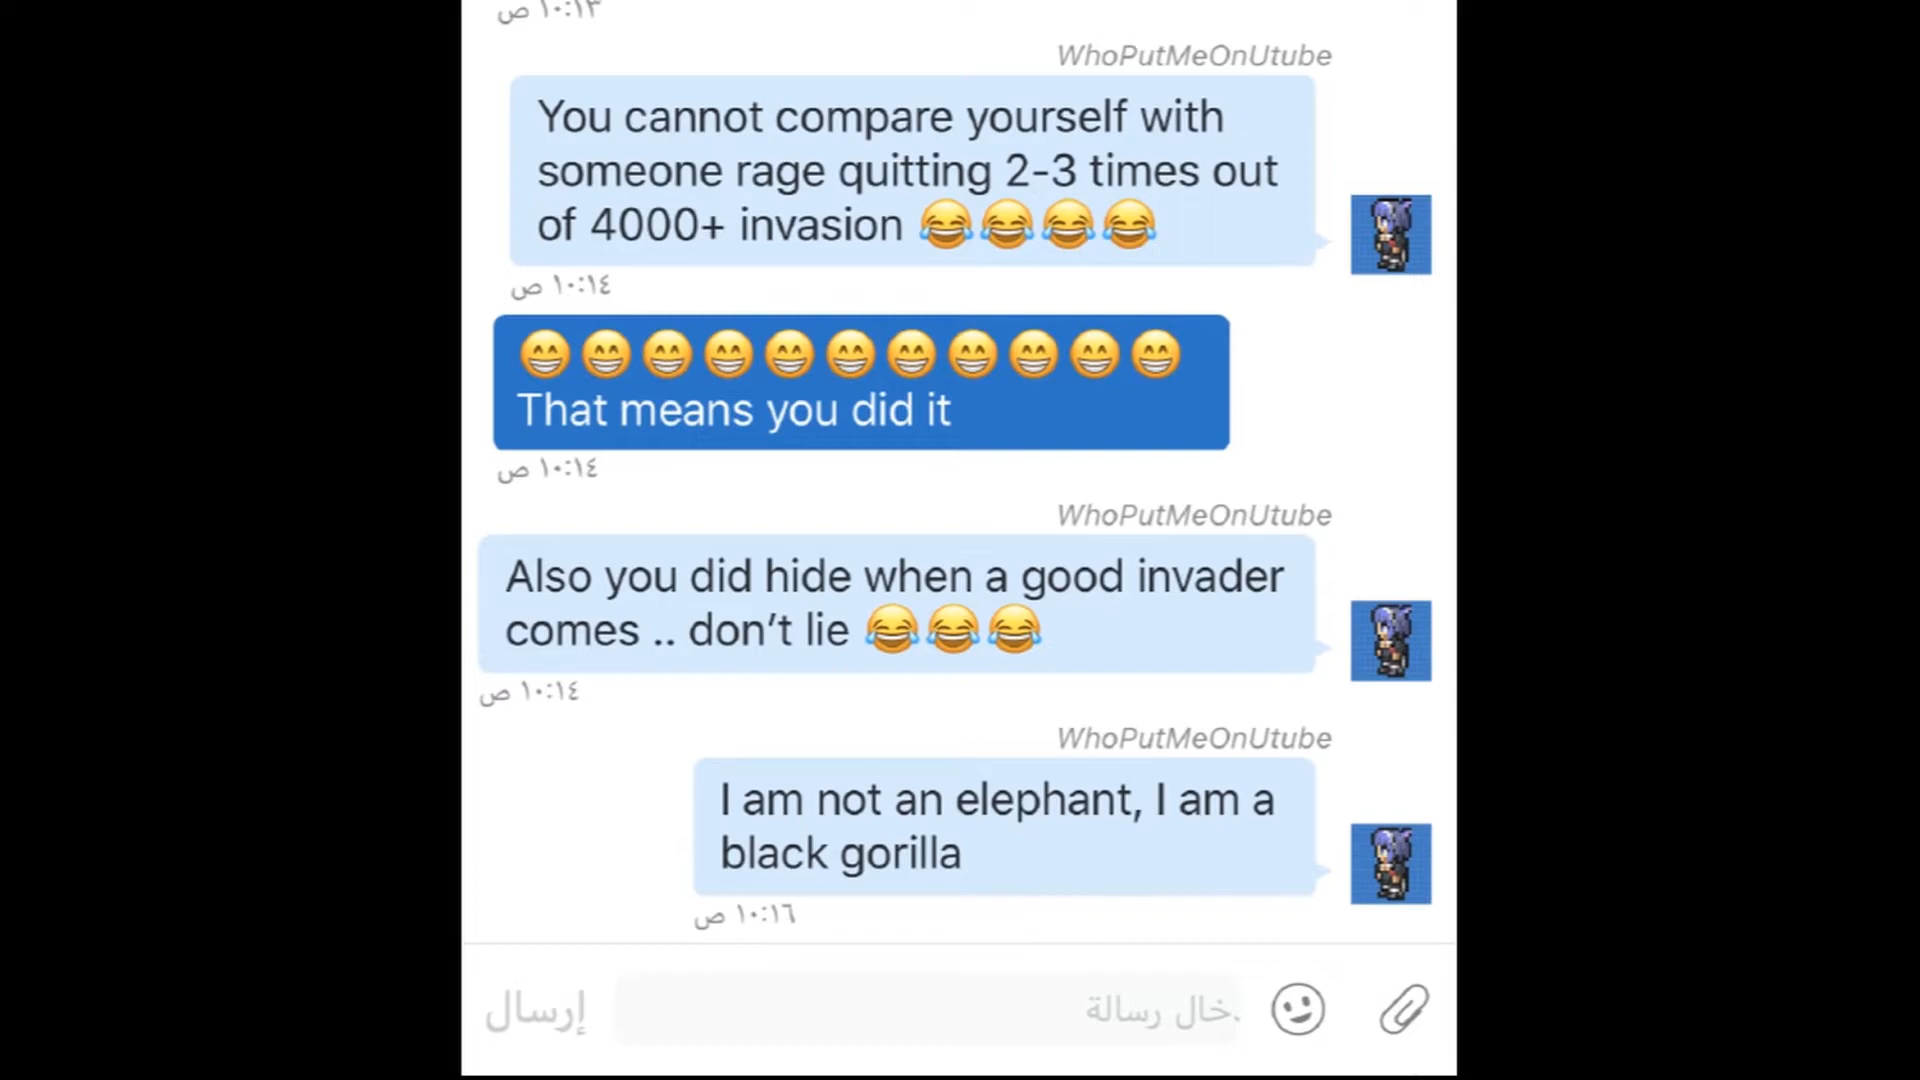 ١٠:١٣ ص
WhoPutMeOnUtube
You cannot compare yourself with
someone rage quitting 2-3 times out
of 4000+ invasion 😂😂😂😂
١٠:١٤ ص
😁😁😁😁😁😁😁😁😁😁😁
That means you did it
١٠:١٤ ص
WhoPutMeOnUtube
Also you did hide when a good invader
comes .. don’t lie 😂😂😂
١٠:١٤ ص
WhoPutMeOnUtube
I am not an elephant, I am a
black gorilla
١٠:١٦ ص
خال رسالة.
إرسال